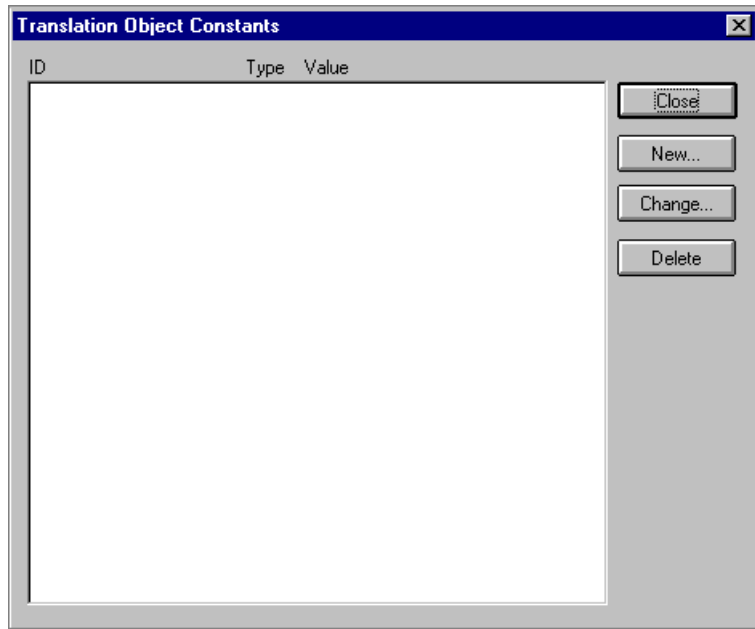 Translation Object Constants
ID Type Value
Close
New...
Change...
Delete